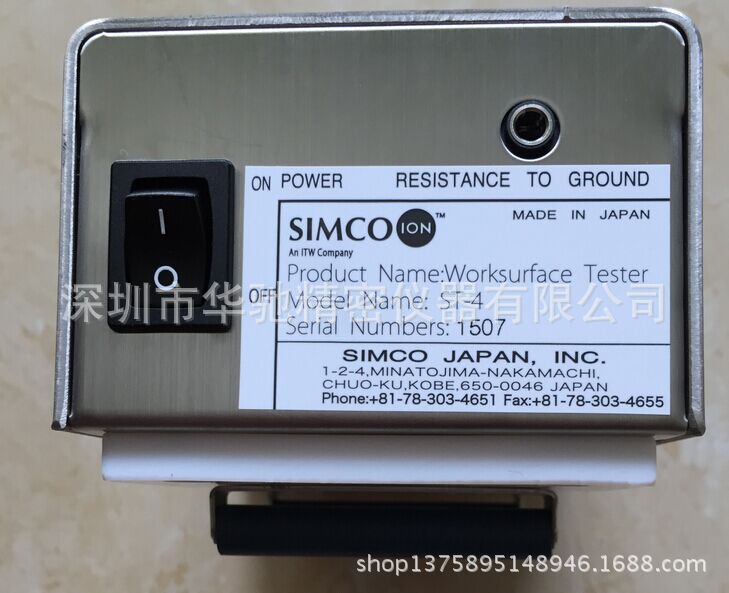 ON POWER RESISTANCE TO GROUND
SIMCO ION™ MADE IN JAPAN
An ITW Company
Product Name:Worksurface Tester
深圳市华驰精密仪器有限公司
OFF Model Name: ST-4
Serial Numbers: 1507
SIMCO JAPAN, INC.
1-2-4,MINATOJIMA-NAKAMACHI,
CHUO-KU,KOBE,650-0046 JAPAN
Phone:+81-78-303-4651 Fax:+81-78-303-4655
shop1375895148946.1688.com